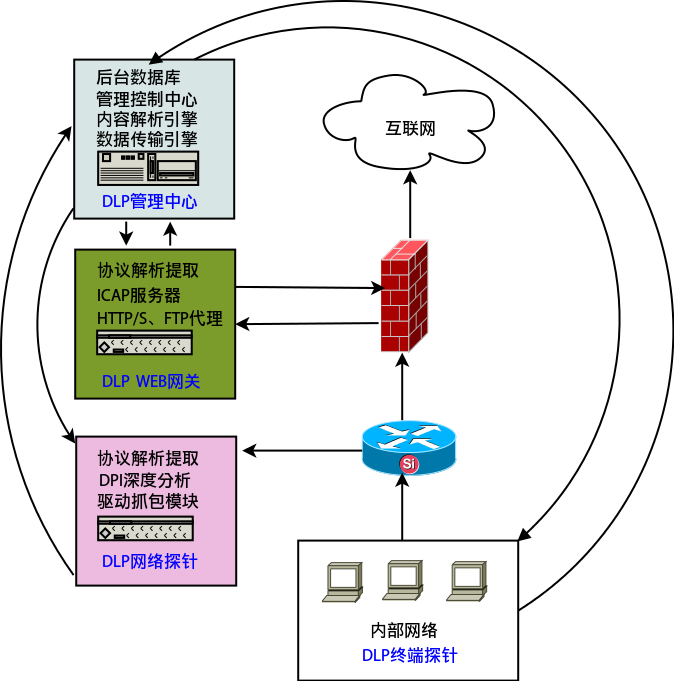 后台数据库
管理控制中心
内容解析引擎
数据传输引擎
DLP管理中心
互联网
协议解析提取
ICAP服务器
HTTP/S、FTP代理
DLP WEB网关
协议解析提取
DPI深度分析
驱动抓包模块
DLP网络探针
Si
内部网络
DLP终端探针